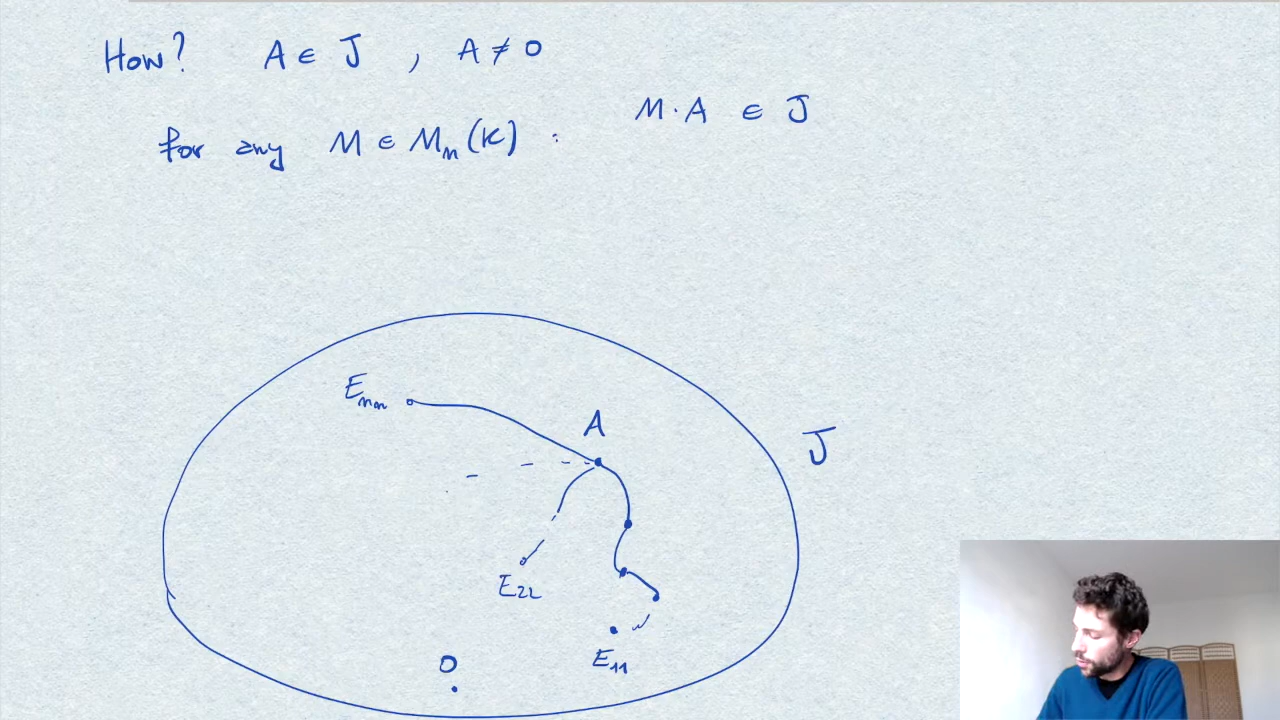 How? A ∈ J , A ≠ 0
M · A ∈ J
for any M ∈ Mn(K) :
Enn
A
J
E22
E11
0